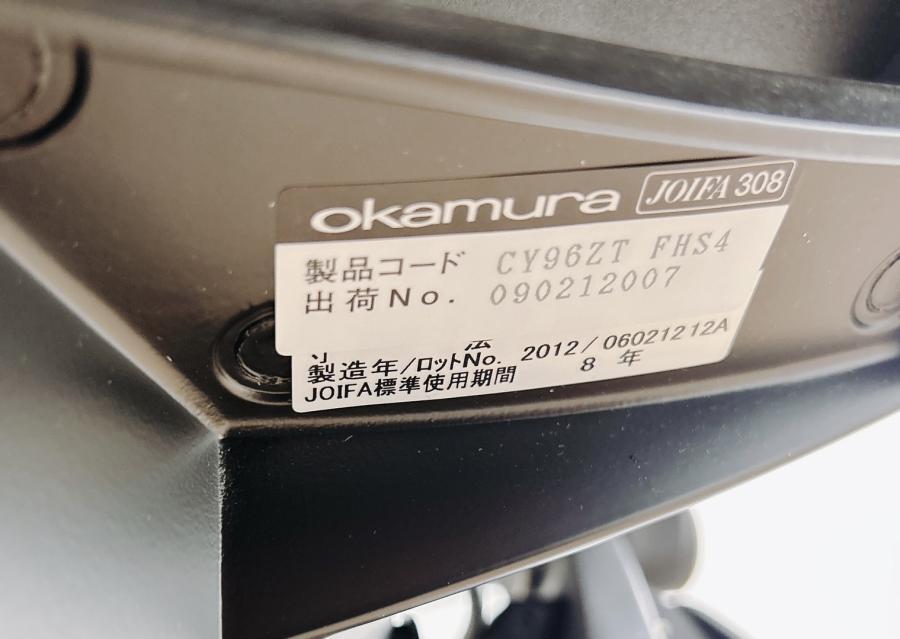 okamura JOIFA 308
製品コード CY96ZT FHS4
出荷No. 090212007
寸 法
製造年/ロットNo. 2012/06021212A
JOIFA標準使用期間 8 年